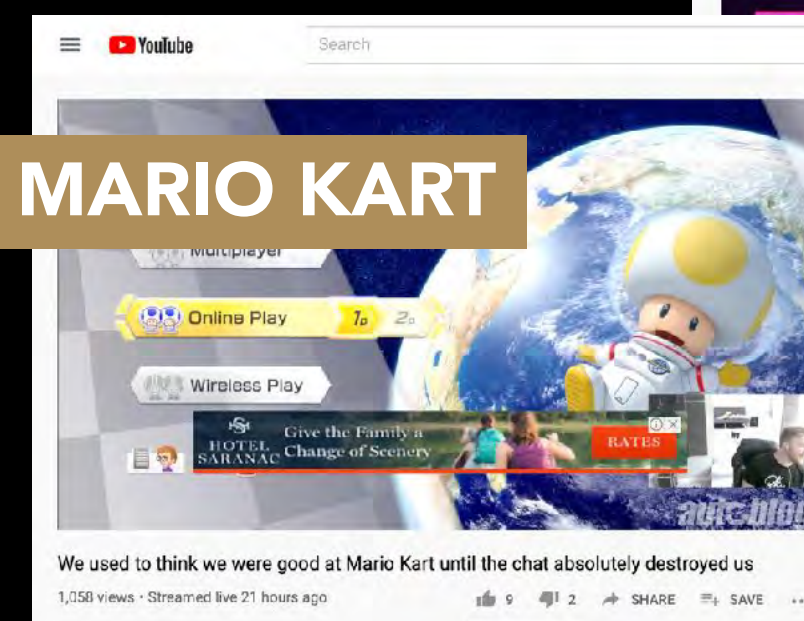 YouTube
Search
MARIO KART
Multiplayer
Online Play 1p 2p
Wireless Play
HS
HOTEL SARANAC
Give the Family a
Change of Scenery
RATES
We used to think we were good at Mario Kart until the chat absolutely destroyed us
1,058 views · Streamed live 21 hours ago
9 2 SHARE SAVE